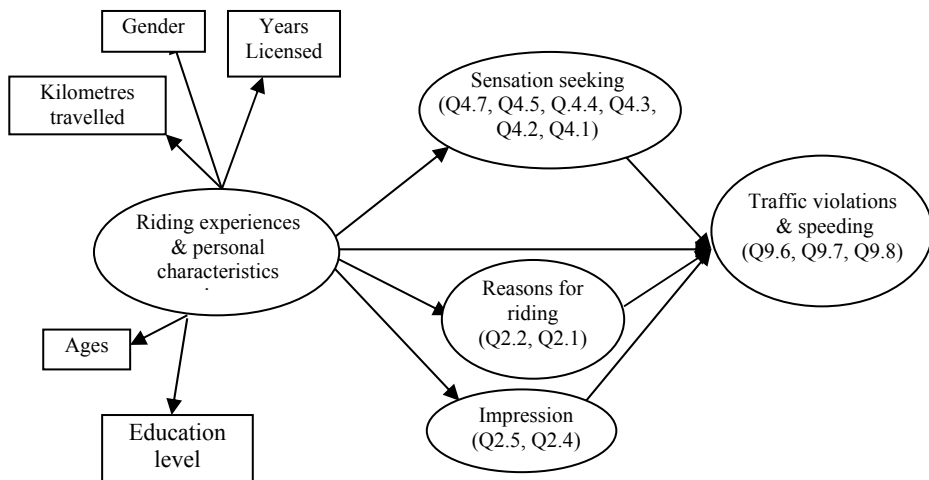 Gender
Years
Licensed
Kilometres
travelled
Sensation seeking
(Q4.7, Q4.5, Q.4.4, Q4.3,
Q4.2, Q4.1)
Riding experiences
& personal
characteristics
.
Traffic violations
& speeding
(Q9.6, Q9.7, Q9.8)
Reasons for
riding
(Q2.2, Q2.1)
Ages
Impression
(Q2.5, Q2.4)
Education
level